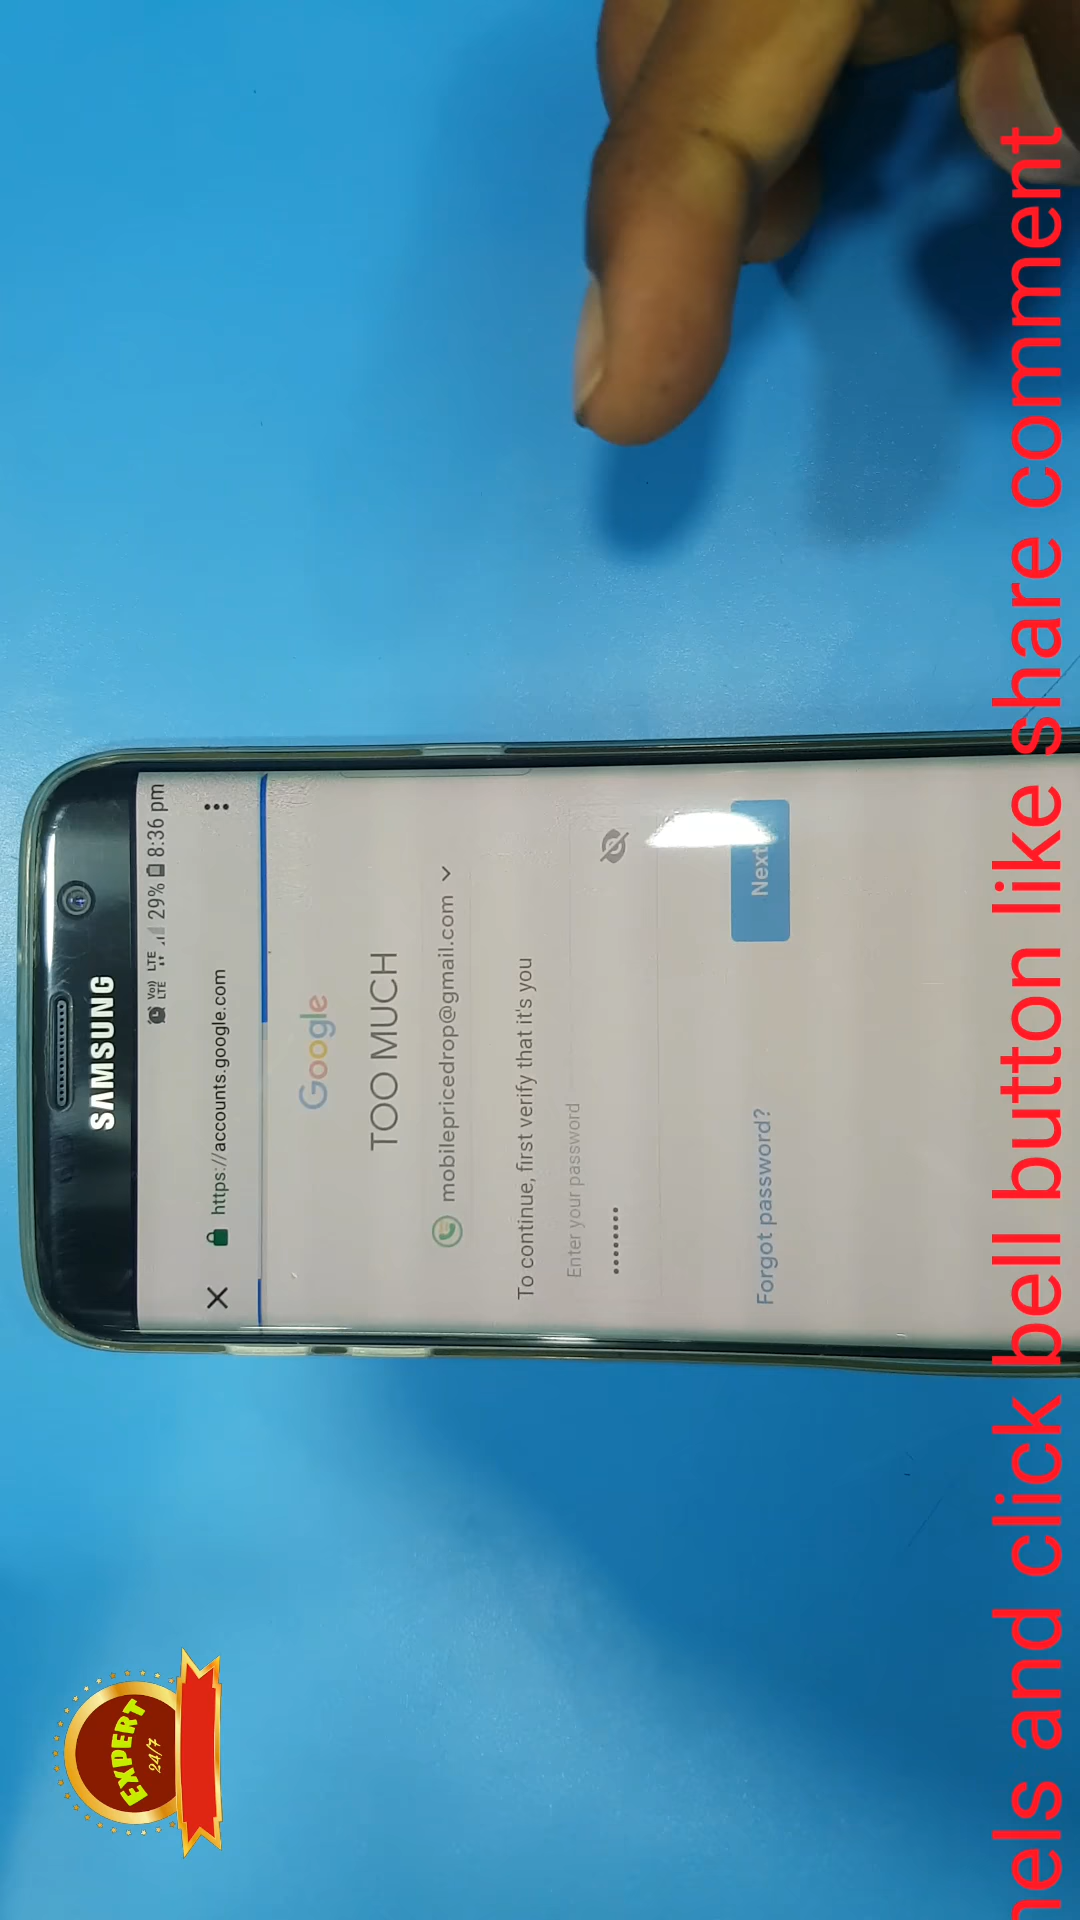 SAMSUNG
Vo)) LTE LTE 29% 8:36 pm
https://accounts.google.com
Google
TOO MUCH
mobilepricedrop@gmail.com
To continue, first verify that it's you
Enter your password
••••••••
Forgot password?
Next
and click bell button like share comment
EXPERT
24/7